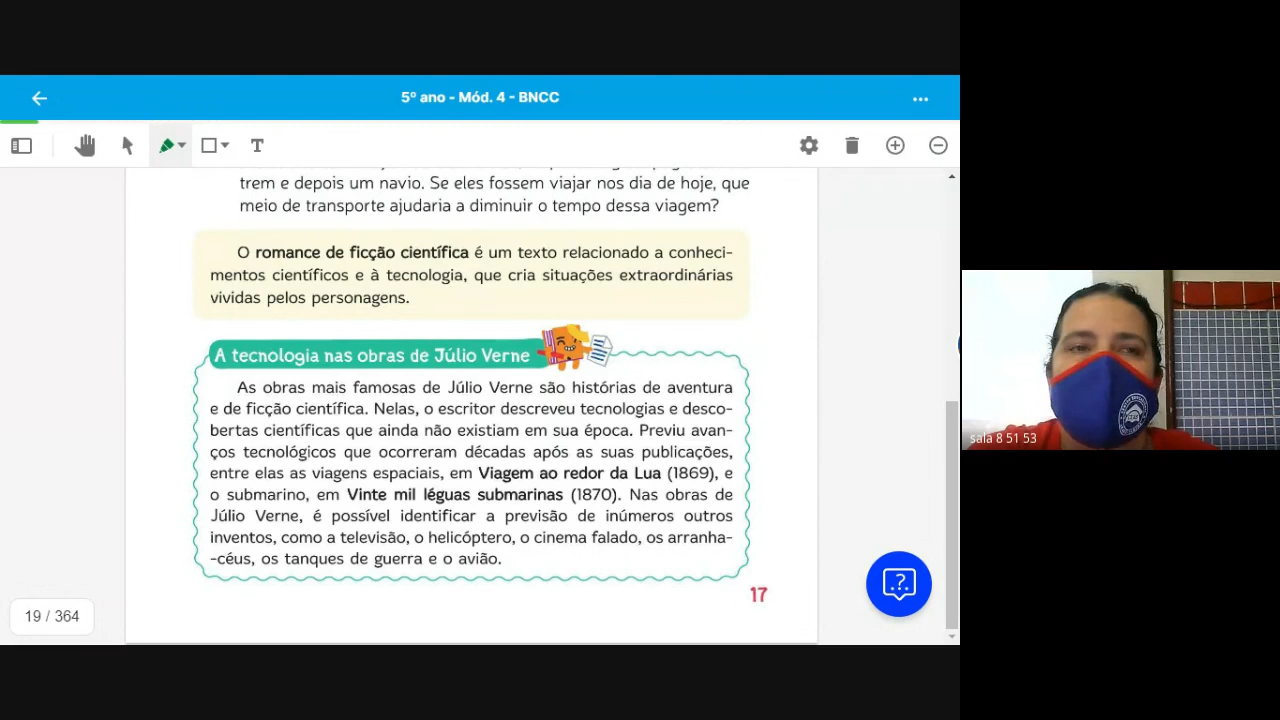 5º ano - Mód. 4 - BNCC
T
trem e depois um navio. Se eles fossem viajar nos dia de hoje, que
meio de transporte ajudaria a diminuir o tempo dessa viagem?
O romance de ficção científica é um texto relacionado a conheci-
mentos científicos e à tecnologia, que cria situações extraordinárias
vividas pelos personagens.
A tecnologia nas obras de Júlio Verne
As obras mais famosas de Júlio Verne são histórias de aventura
e de ficção científica. Nelas, o escritor descreveu tecnologias e desco-
bertas científicas que ainda não existiam em sua época. Previu avan-
ços tecnológicos que ocorreram décadas após as suas publicações,
entre elas as viagens espaciais, em Viagem ao redor da Lua (1869), e
o submarino, em Vinte mil léguas submarinas (1870). Nas obras de
Júlio Verne, é possível identificar a previsão de inúmeros outros
inventos, como a televisão, o helicóptero, o cinema falado, os arranha-
-céus, os tanques de guerra e o avião.
17
19 / 364
sala 8 51 53